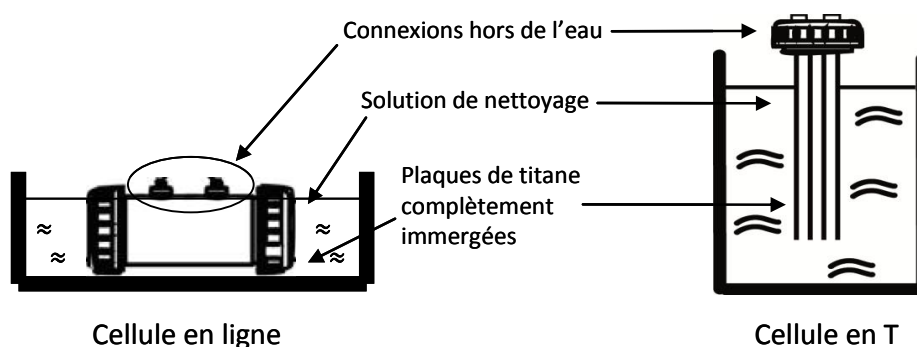 Connexions hors de l’eau
Solution de nettoyage
Plaques de titane
complètement
immergées
Cellule en ligne
Cellule en T